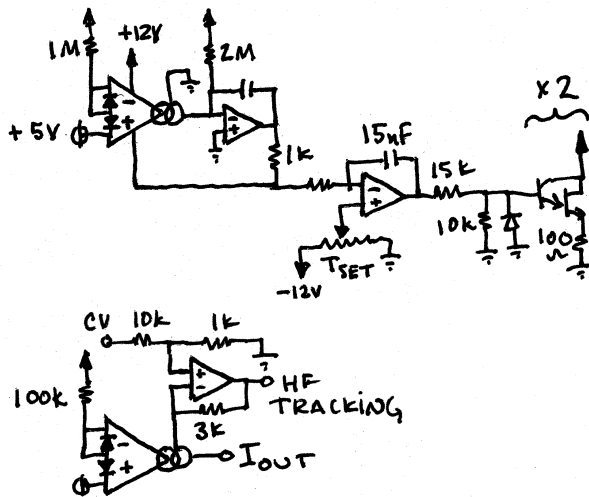 1M
+12V
2M
+5V
1k
15nF
15k
x2
10k
100Ω
TSET
-12V
CV
10k
1k
HF
TRACKING
100k
3k
IOUT